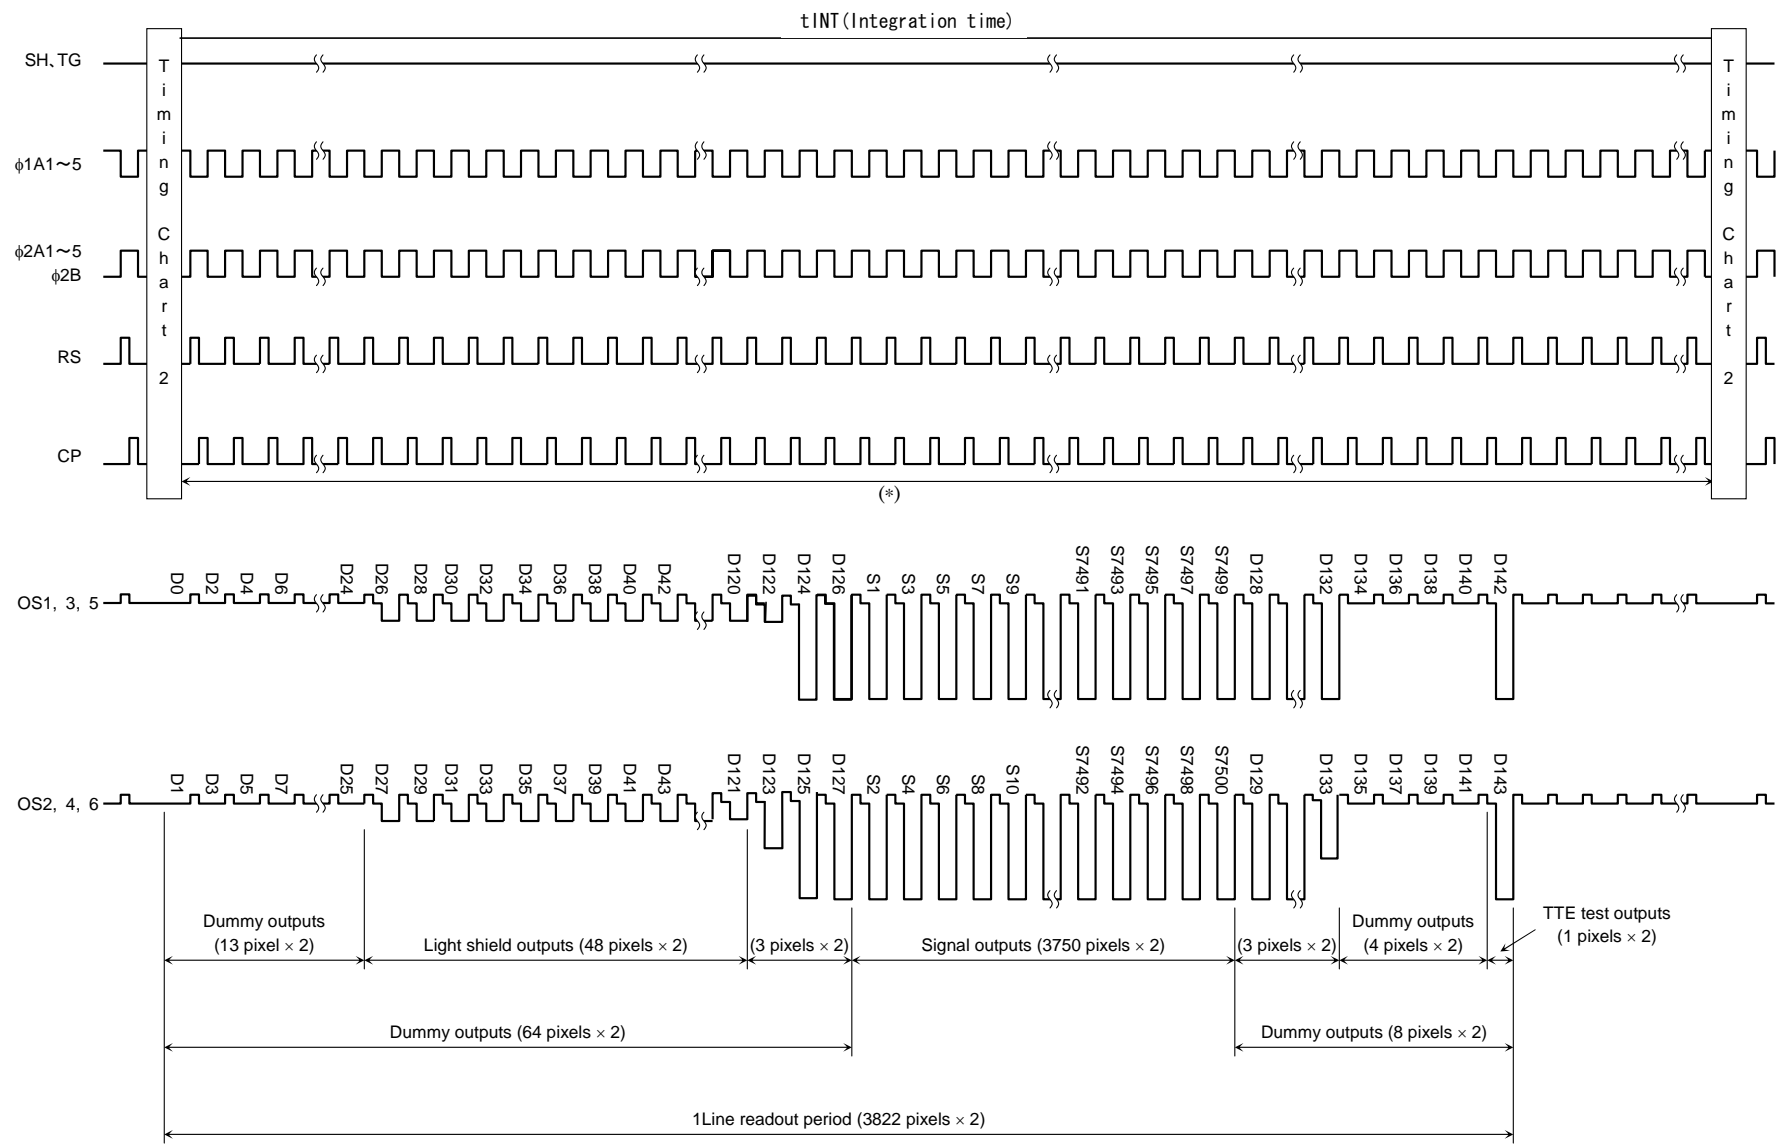 tINT(Integration time)
SH、TG
Timing Chart 2
Timing Chart 2
ϕ1A1～5
ϕ2A1～5
ϕ2B
RS
CP
(*)
OS1, 3, 5
D0 D2 D4 D6 D24 D26 D28 D30 D32 D34 D36 D38 D40 D42 D120 D122 D124 D126 S1 S3 S5 S7 S9 S7491 S7493 S7495 S7497 S7499 D128 D132 D134 D136 D138 D140 D142
OS2, 4, 6
D1 D3 D5 D7 D25 D27 D29 D31 D33 D35 D37 D39 D41 D43 D121 D123 D125 D127 S2 S4 S6 S8 S10 S7492 S7494 S7496 S7498 S7500 D129 D133 D135 D137 D139 D141 D143
Dummy outputs
(13 pixel × 2)
Light shield outputs (48 pixels × 2)
(3 pixels × 2)
Signal outputs (3750 pixels × 2)
(3 pixels × 2)
Dummy outputs
(4 pixels × 2)
TTE test outputs
(1 pixels × 2)
Dummy outputs (64 pixels × 2)
Dummy outputs (8 pixels × 2)
1Line readout period (3822 pixels × 2)